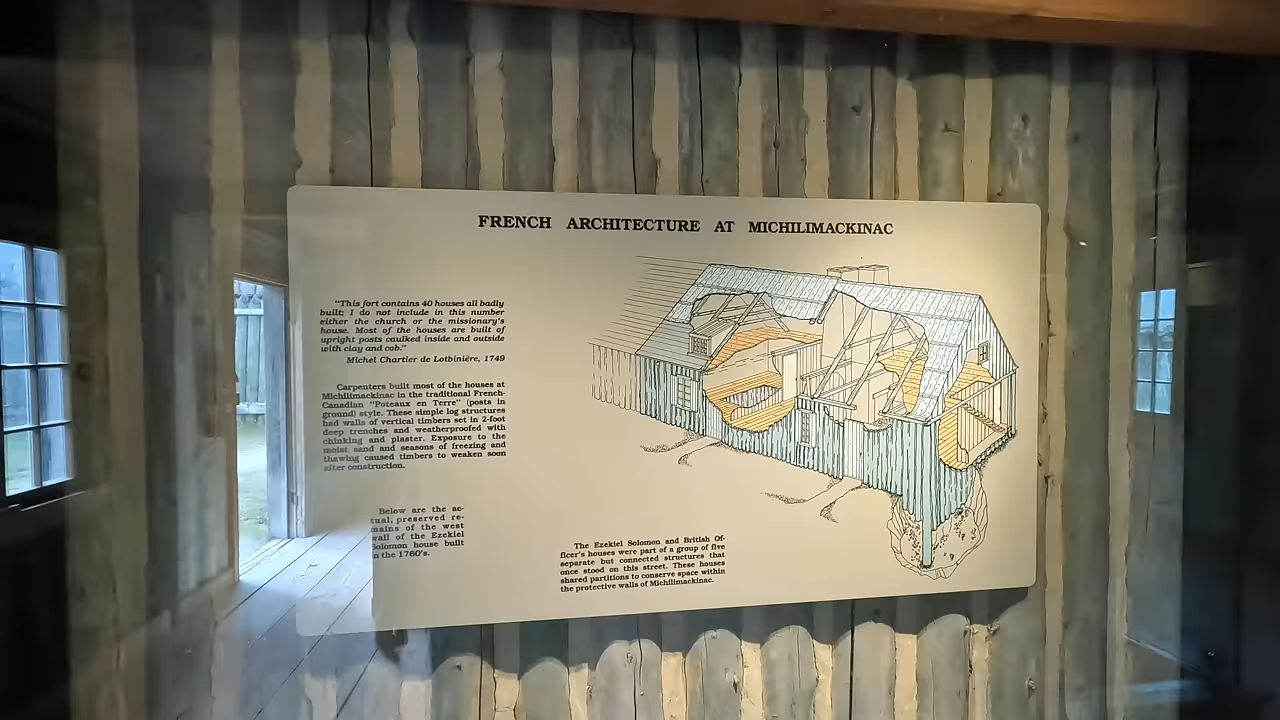 FRENCH ARCHITECTURE AT MICHILIMACKINAC
"This fort contains 40 houses all badly
built; I do not include in this number
either the church or the missionary's
house. Most of the houses are built of
upright posts caulked inside and outside
with clay and cob."
Michel Chartier de Lotbinière, 1749
Carpenters built most of the houses at
Michilimackinac in the traditional French-
Canadian "Poteaux en Terre" (posts in
ground) style. These simple log structures
had walls of vertical timbers set in 2-foot
deep trenches and weatherproofed with
chinking and plaster. Exposure to the
moist sand and seasons of freezing and
thawing caused timbers to weaken soon
after construction.
Below are the ac-
tual, preserved re-
mains of the west
wall of the Ezekiel
Solomon house built
in the 1760's.
The Ezekiel Solomon and British Of-
ficer's houses were part of a group of five
separate but connected structures that
once stood on this street. These houses
shared partitions to conserve space within
the protective walls of Michilimackinac.